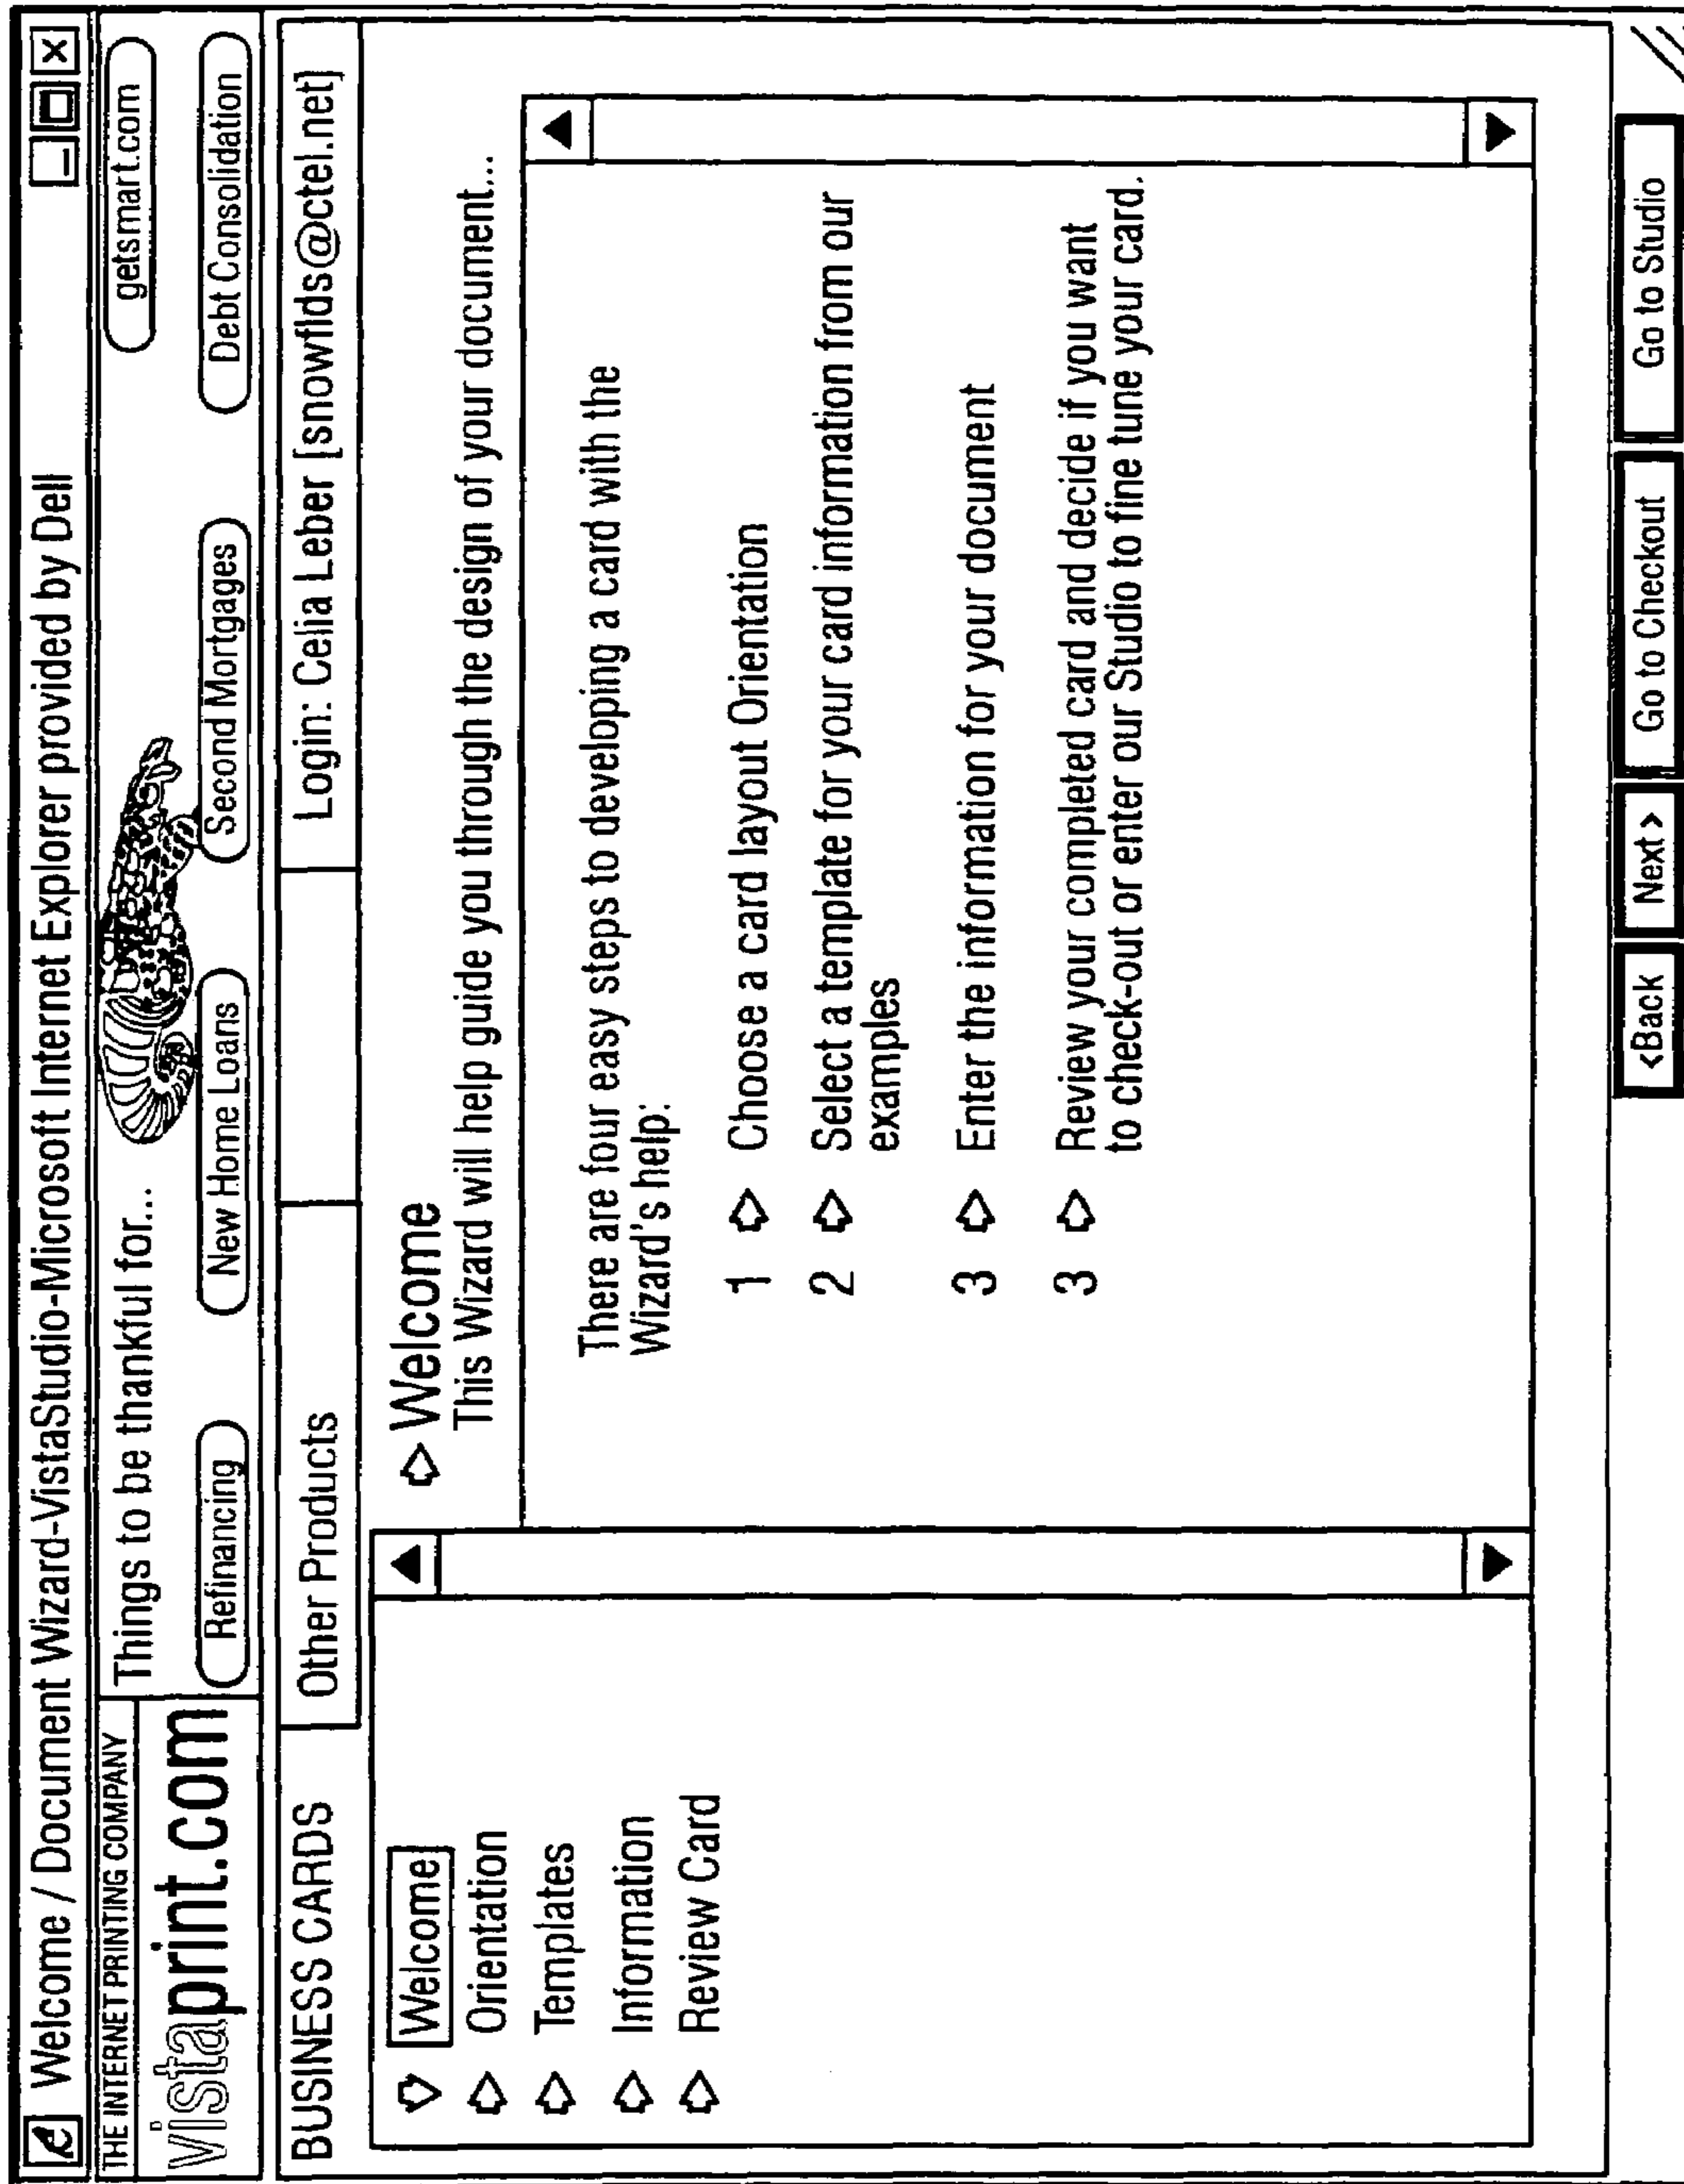 Welcome / Document Wizard-VistaStudio-Microsoft Internet Explorer provided by Dell
THE INTERNET PRINTING COMPANY
vistaprint.com
Things to be thankful for...
getsmart.com
Refinancing
New Home Loans
Second Mortgages
Debt Consolidation
BUSINESS CARDS
Other Products
Login: Celia Leber [snowflds@ctel.net]
Welcome
Orientation
Templates
Information
Review Card
Welcome
This Wizard will help guide you through the design of your document...
There are four easy steps to developing a card with the
Wizard's help:
1 Choose a card layout Orientation
2 Select a template for your card information from our
examples
3 Enter the information for your document
3 Review your completed card and decide if you want
to check-out or enter our Studio to fine tune your card.
<Back
Next >
Go to Checkout
Go to Studio